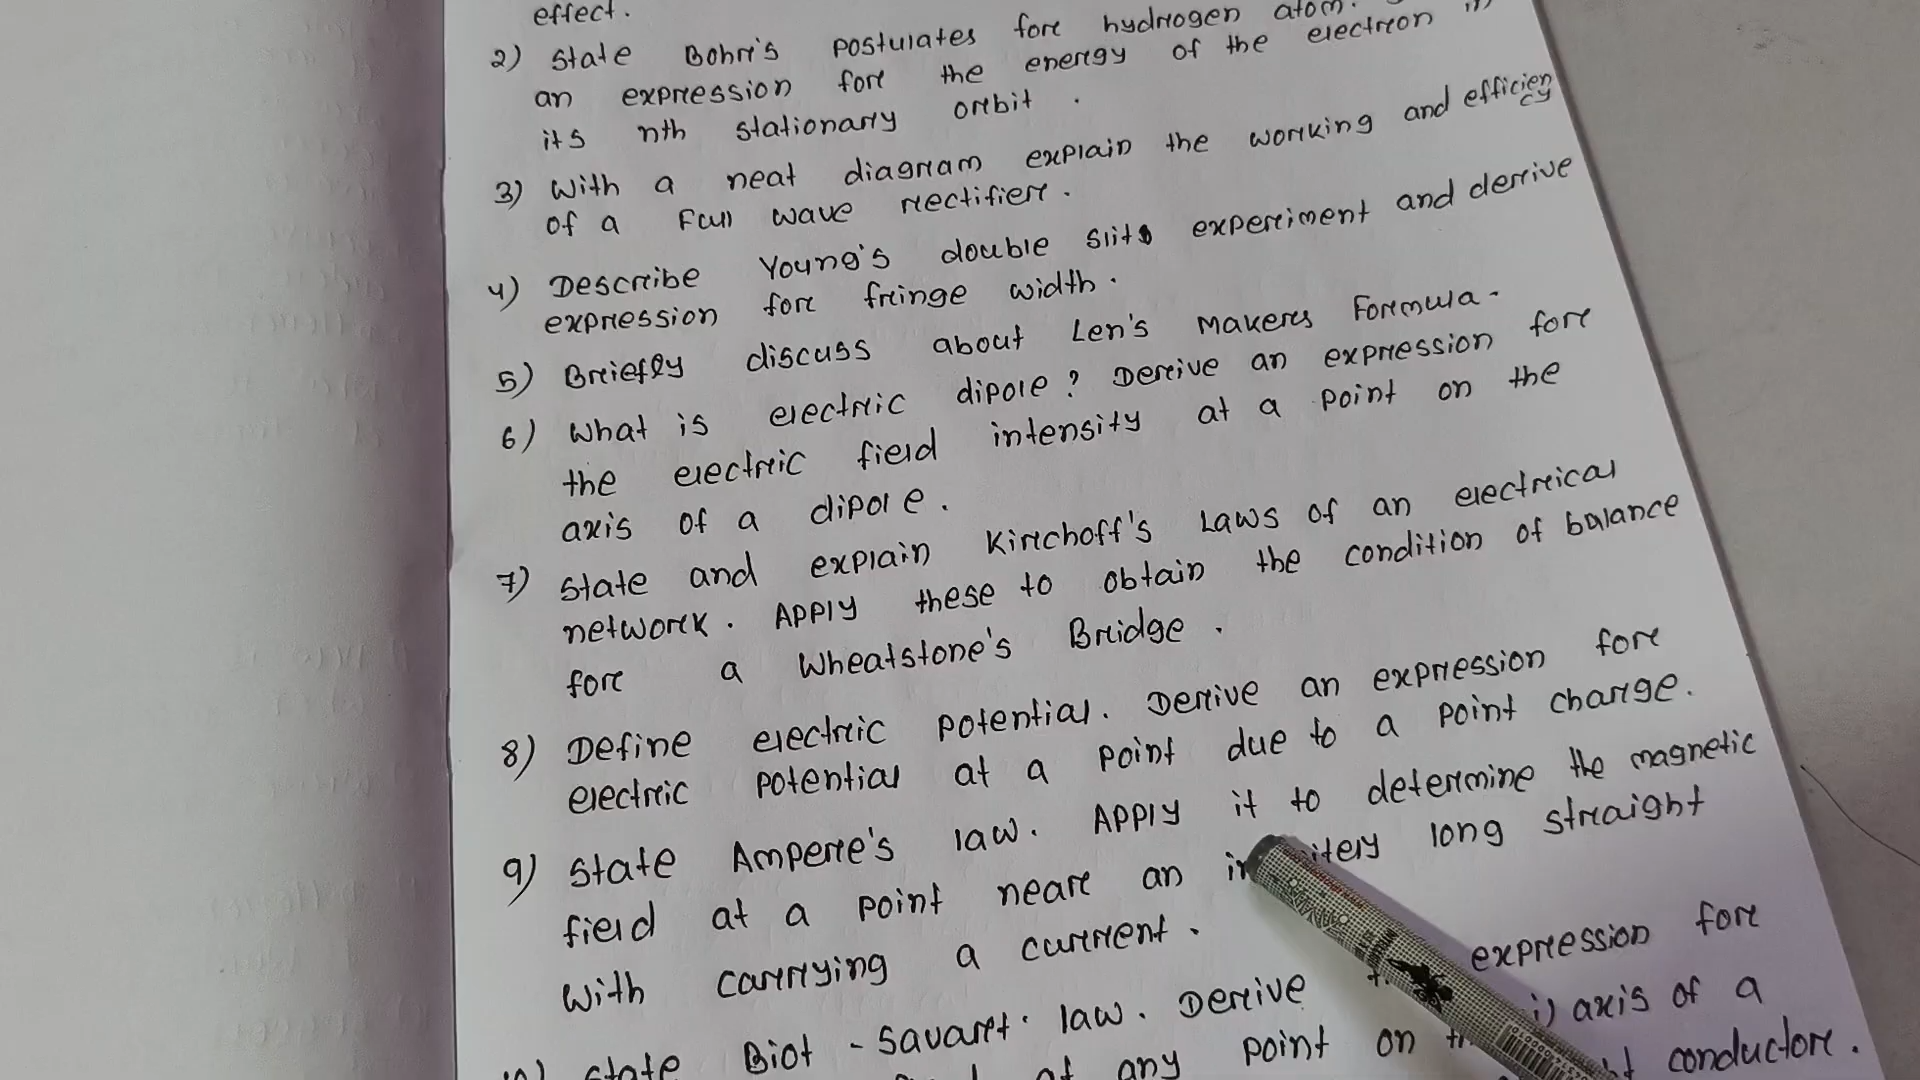 effect.
2) State Bohr's postulates for hydrogen atom.
an expression for the energy of the electron in
its nth stationary orbit.
3) With a neat diagram explain the working and efficiency
of a Full wave rectifier.
4) Describe Young's double slits experiment and derive
expression for fringe width.
5) Briefly discuss about Len's Makers Formula.
6) What is electric dipole? Derive an expression for
the electric field intensity at a point on the
axis of a dipole.
7) State and explain Kirchoff's Laws of an electrical
network. Apply these to obtain the condition of balance
for a Wheatstone's Bridge.
8) Define electric potential. Derive an expression for
electric potential at a point due to a point charge.
9) State Ampere's law. Apply it to determine the magnetic
field at a point near an long straight
with carrying a current.
State Biot-Savart law. Derive expression for
at any point on i) axis of a
conductor.